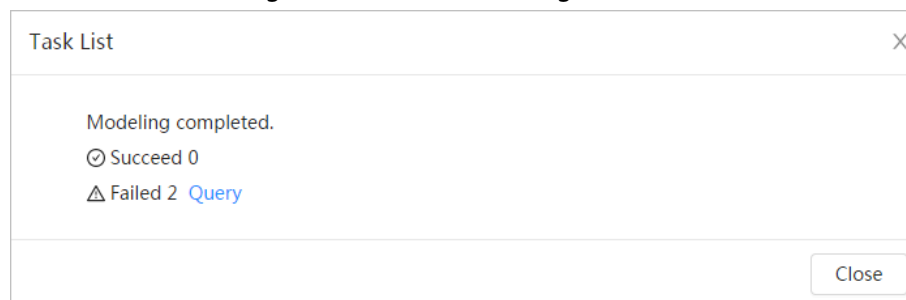 Task List
Modeling completed.
Succeed 0
Failed 2 Query
Close